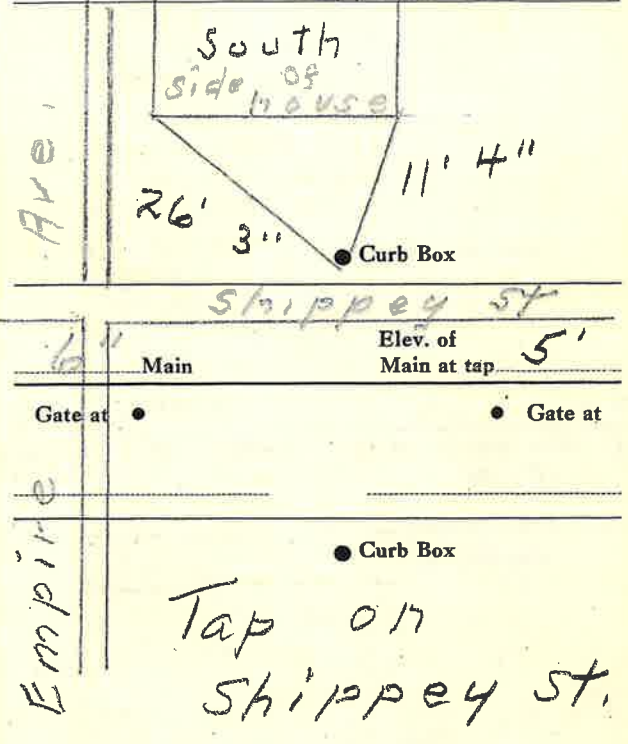 South
side of
house
Ave.
26' 3"
11' 4"
Curb Box
Shippey St
6" Main
Elev. of
Main at tap 5'
Gate at
Gate at
Empire
Curb Box
Tap on
Shippey St.